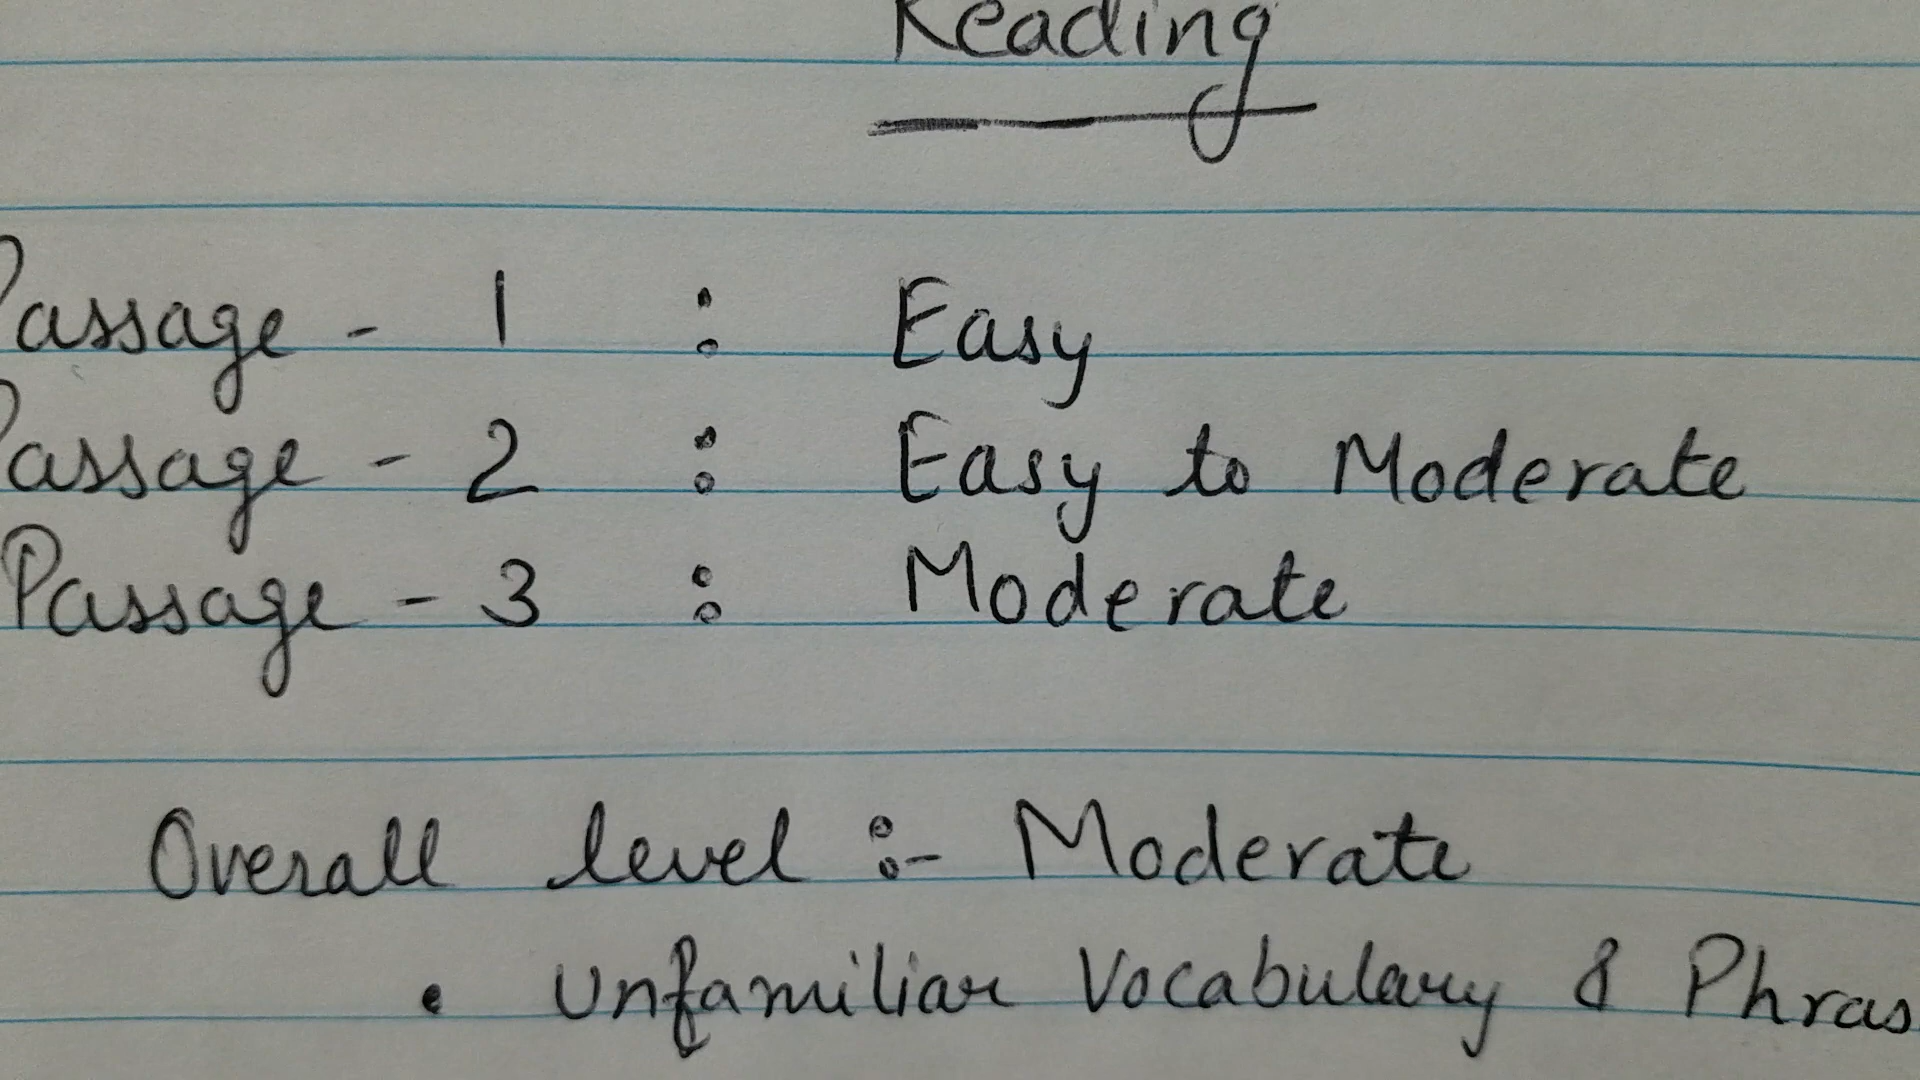 Reading
Passage - 1 : Easy
Passage - 2 : Easy to Moderate
Passage - 3 : Moderate
Overall level :- Moderate
• Unfamiliar Vocabulary & Phras